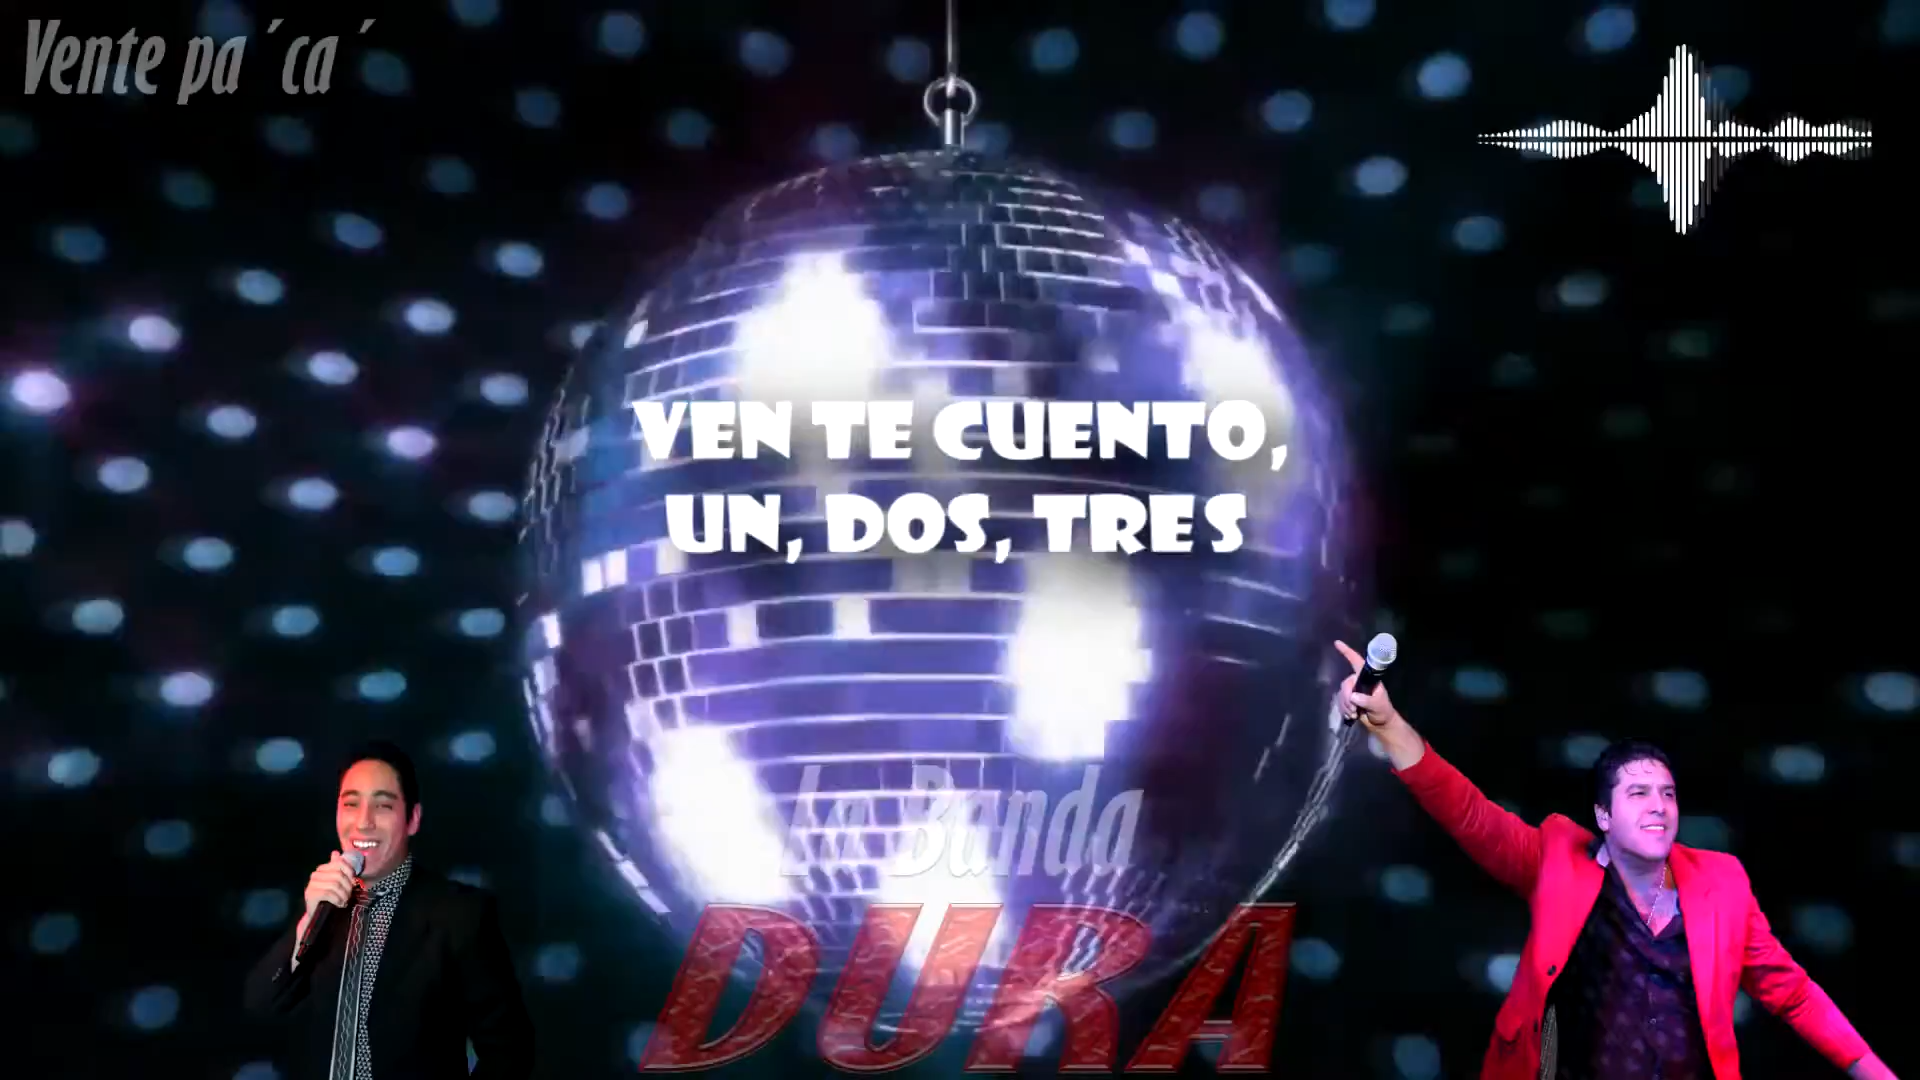 Vente pa´ca´
VEN TE CUENTO,
UN, DOS, TRES
La Banda
DURA